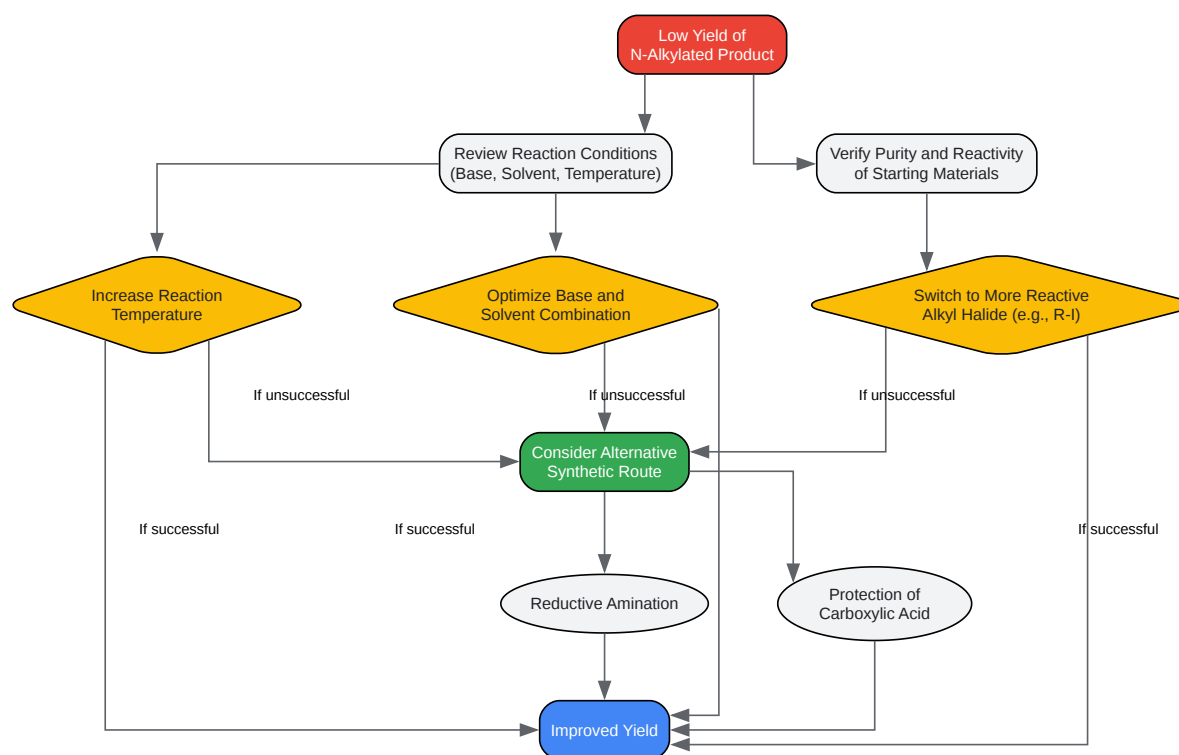 Low Yield of
N-Alkylated Product
Review Reaction Conditions
(Base, Solvent, Temperature)
Verify Purity and Reactivity
of Starting Materials
Increase Reaction
Temperature
Optimize Base and
Solvent Combination
Switch to More Reactive
Alkyl Halide (e.g., R-I)
If unsuccessful
If unsuccessful
If unsuccessful
Consider Alternative
Synthetic Route
If successful
If successful
If successful
Reductive Amination
Protection of
Carboxylic Acid
Improved Yield